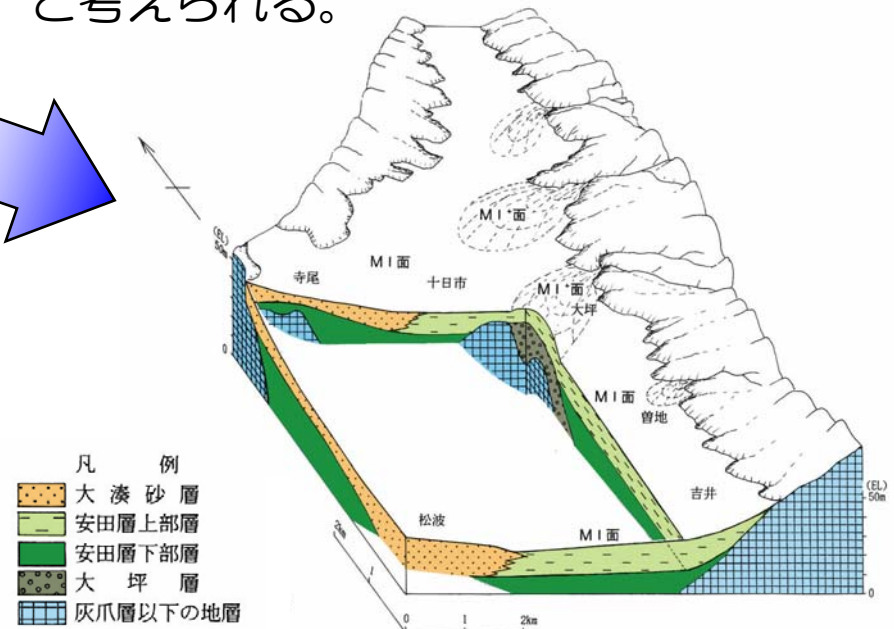 と考えられる。
(EL)
50m
0
寺尾
MⅠ面
十日市
MⅠ'面
MⅠ'面
大坪
MⅠ面
曽地
吉井
(EL)
50m
0
松波
MⅠ面
2km
1
0 1 2km
凡 例
大湊砂層
安田層上部層
安田層下部層
大坪層
灰爪層以下の地層